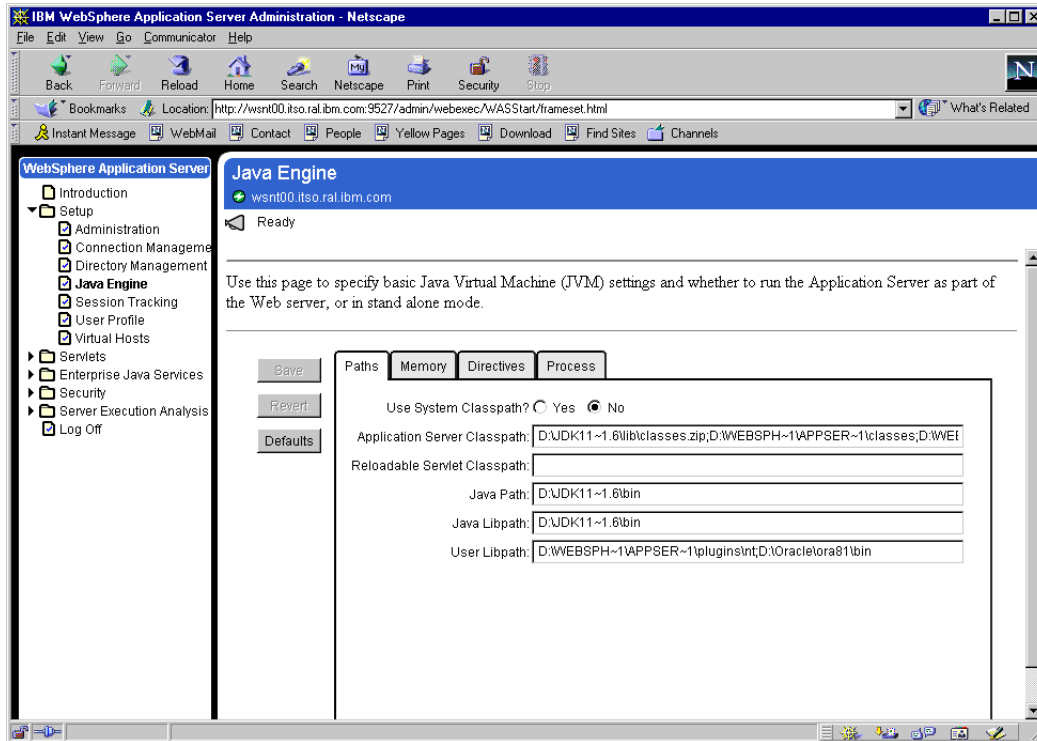 IBM WebSphere Application Server Administration - Netscape
File Edit View Go Communicator Help
Back Forward Reload Home Search Netscape Print Security Stop
My
N
Bookmarks Location: http://wsnt00.itso.ral.ibm.com:9527/admin/webexec/WASStart/frameset.html What's Related
Instant Message WebMail Contact People Yellow Pages Download Find Sites Channels
WebSphere Application Server
Introduction
Setup
Administration
Connection Manageme
Directory Management
Java Engine
Session Tracking
User Profile
Virtual Hosts
Servlets
Enterprise Java Services
Security
Server Execution Analysis
Log Off
Java Engine
wsnt00.itso.ral.ibm.com
Ready
Use this page to specify basic Java Virtual Machine (JVM) settings and whether to run the Application Server as part of
the Web server, or in stand alone mode.
Save
Revert
Defaults
Paths Memory Directives Process
Use System Classpath? Yes No
Application Server Classpath: D:\JDK11~1.6\lib\classes.zip;D:\WEBSPH~1\APPSER~1\classes;D:\WEE
Reloadable Servlet Classpath:
Java Path: D:\JDK11~1.6\bin
Java Libpath: D:\JDK11~1.6\bin
User Libpath: D:\WEBSPH~1\APPSER~1\plugins\nt;D:\Oracle\ora81\bin